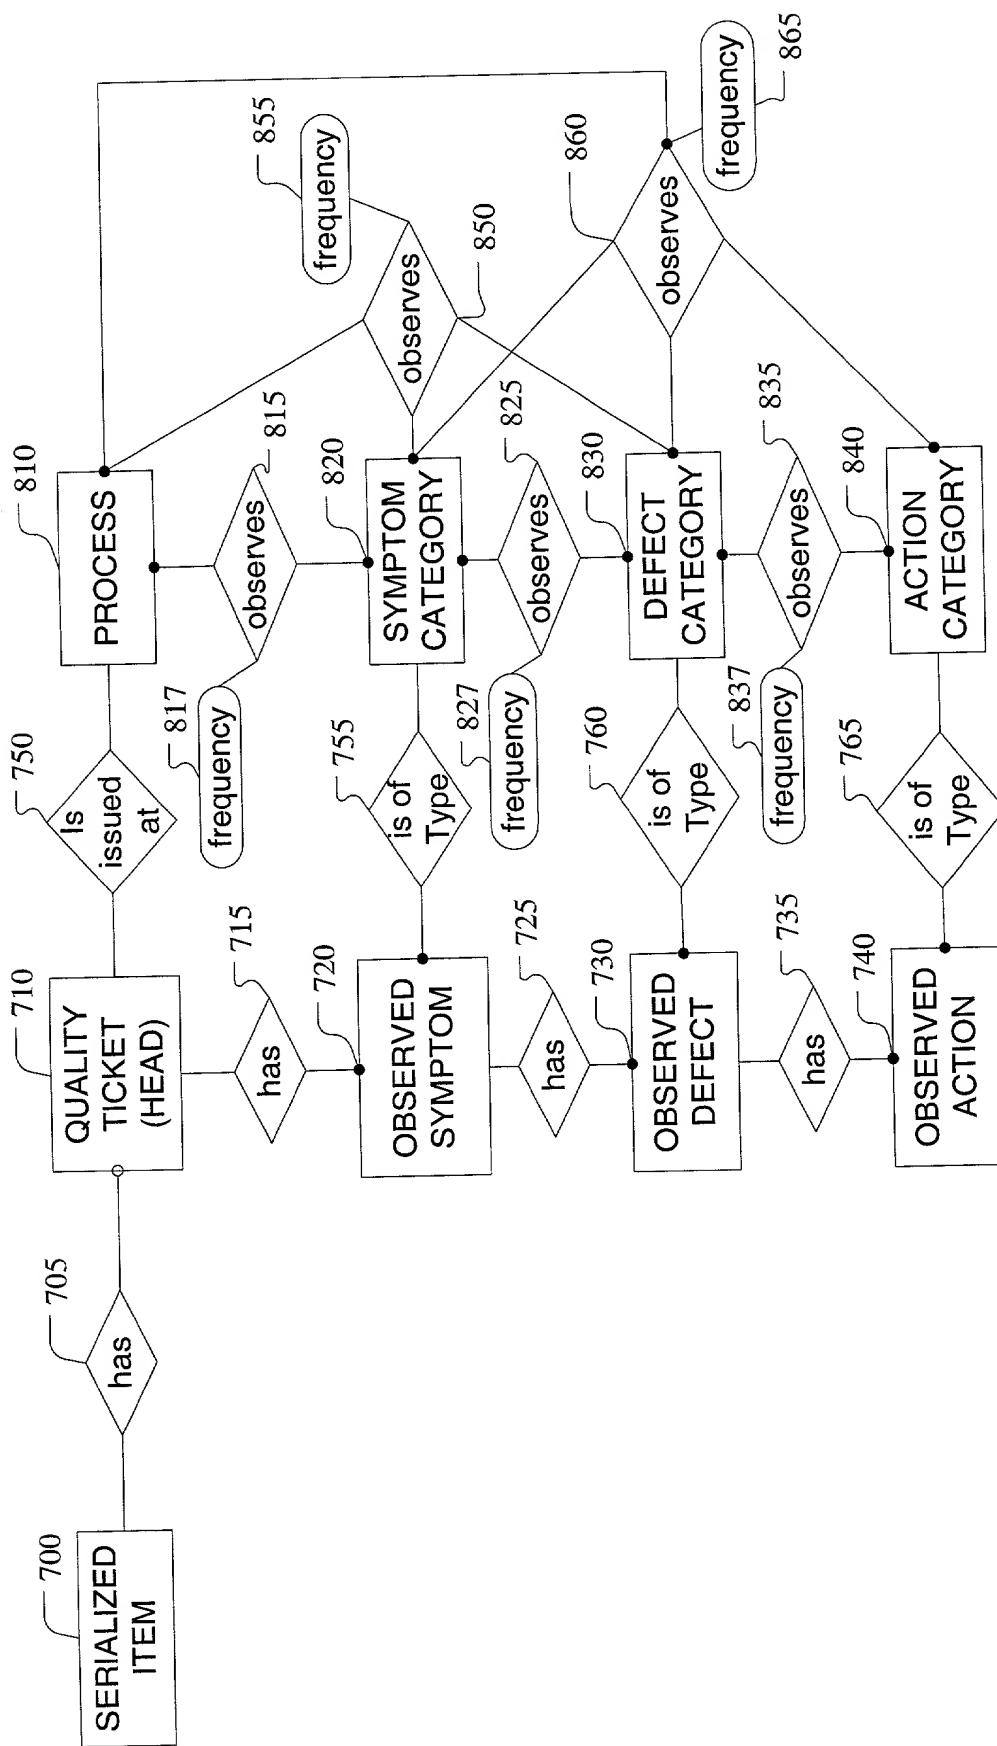 700
SERIALIZED
ITEM
705
has
710
QUALITY
TICKET
(HEAD)
750
Is
issued
at
810
PROCESS
715
has
817
frequency
815
observes
855
frequency
850
observes
720
OBSERVED
SYMPTOM
755
is of
Type
820
SYMPTOM
CATEGORY
725
has
827
frequency
825
observes
860
observes
865
frequency
730
OBSERVED
DEFECT
760
is of
Type
830
DEFECT
CATEGORY
735
has
837
frequency
835
observes
740
OBSERVED
ACTION
765
is of
Type
840
ACTION
CATEGORY